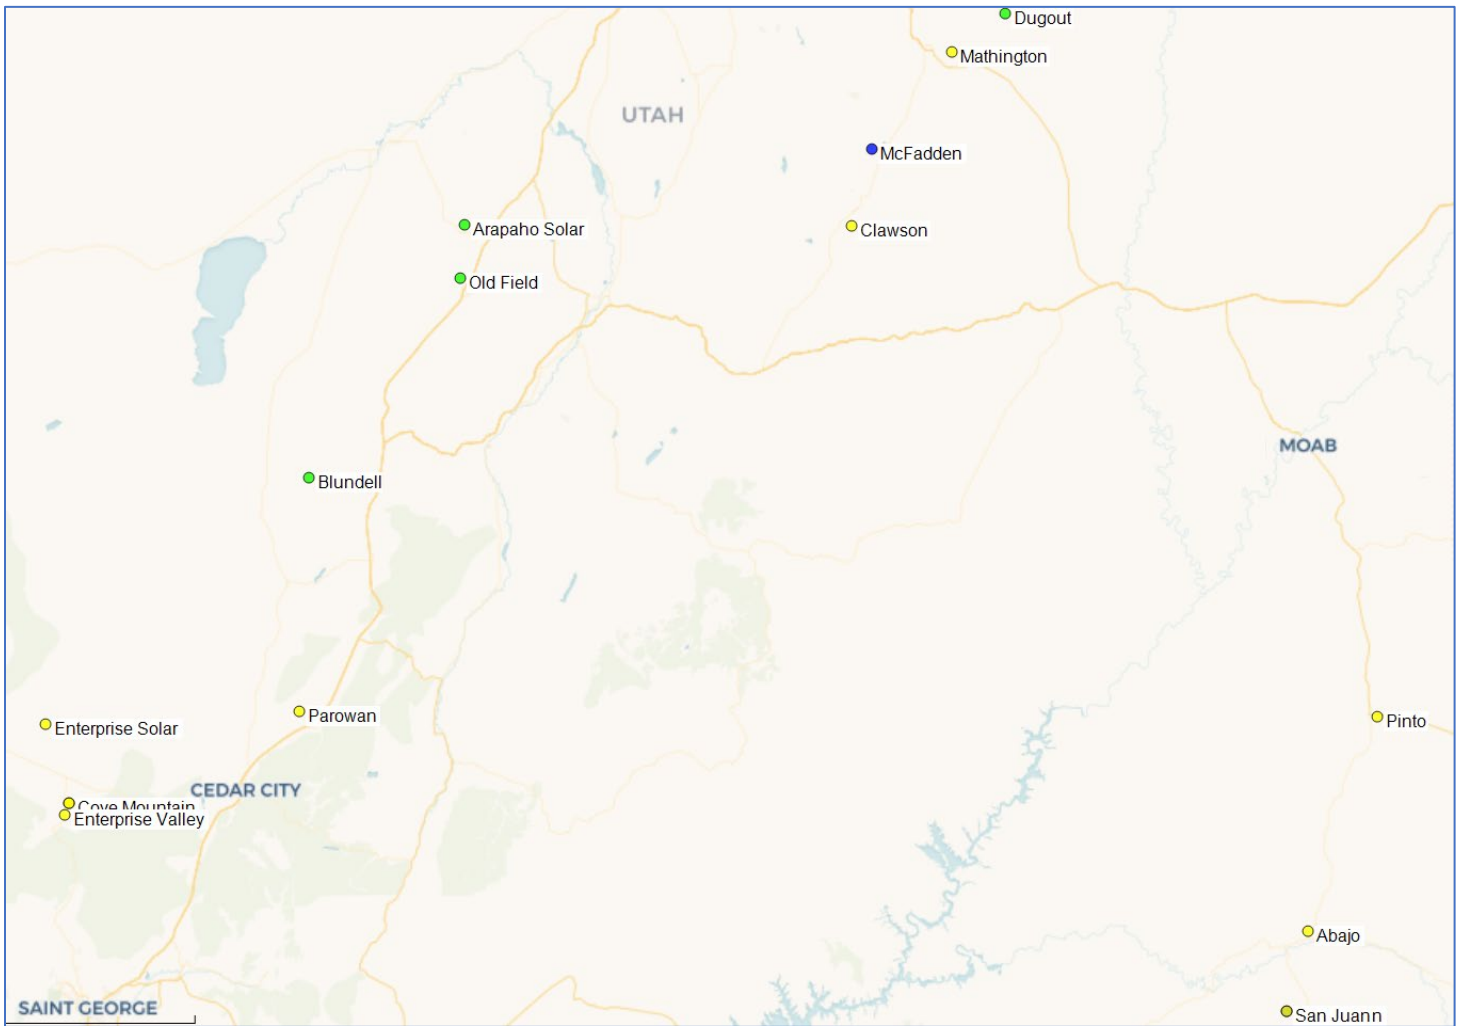 Dugout
Mathington
UTAH
McFadden
Arapaho Solar
Clawson
Old Field
MOAB
Blundell
Parowan
Pinto
Enterprise Solar
CEDAR CITY
Cove Mountain
Enterprise Valley
Abajo
SAINT GEORGE
San Juann